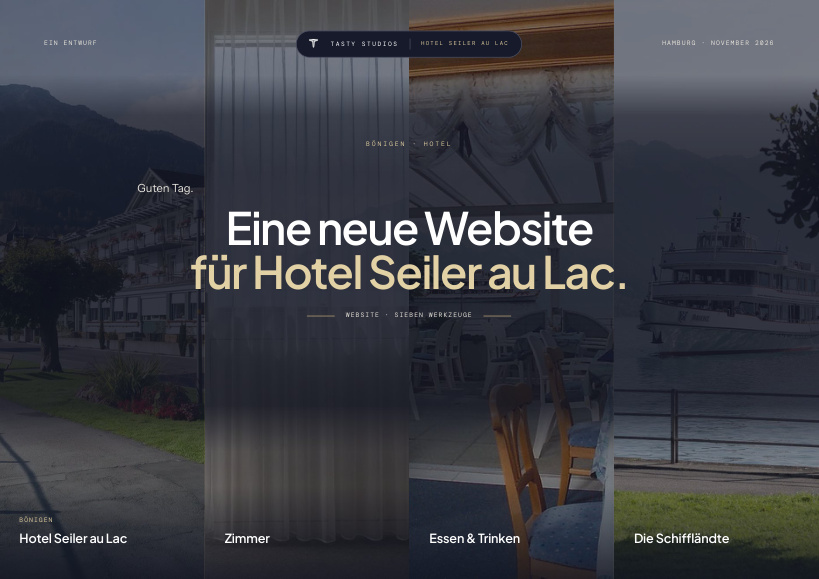 EIN ENTWURF
TASTY STUDIOS
HOTEL SEILER AU LAC
HAMBURG · NOVEMBER 2026
BÖNIGEN · HOTEL
Guten Tag.
Eine neue Website
für Hotel Seiler au Lac.
WEBSITE · SIEBEN WERKZEUGE
BÖNIGEN
Hotel Seiler au Lac
Zimmer
Essen & Trinken
Die Schiffländte